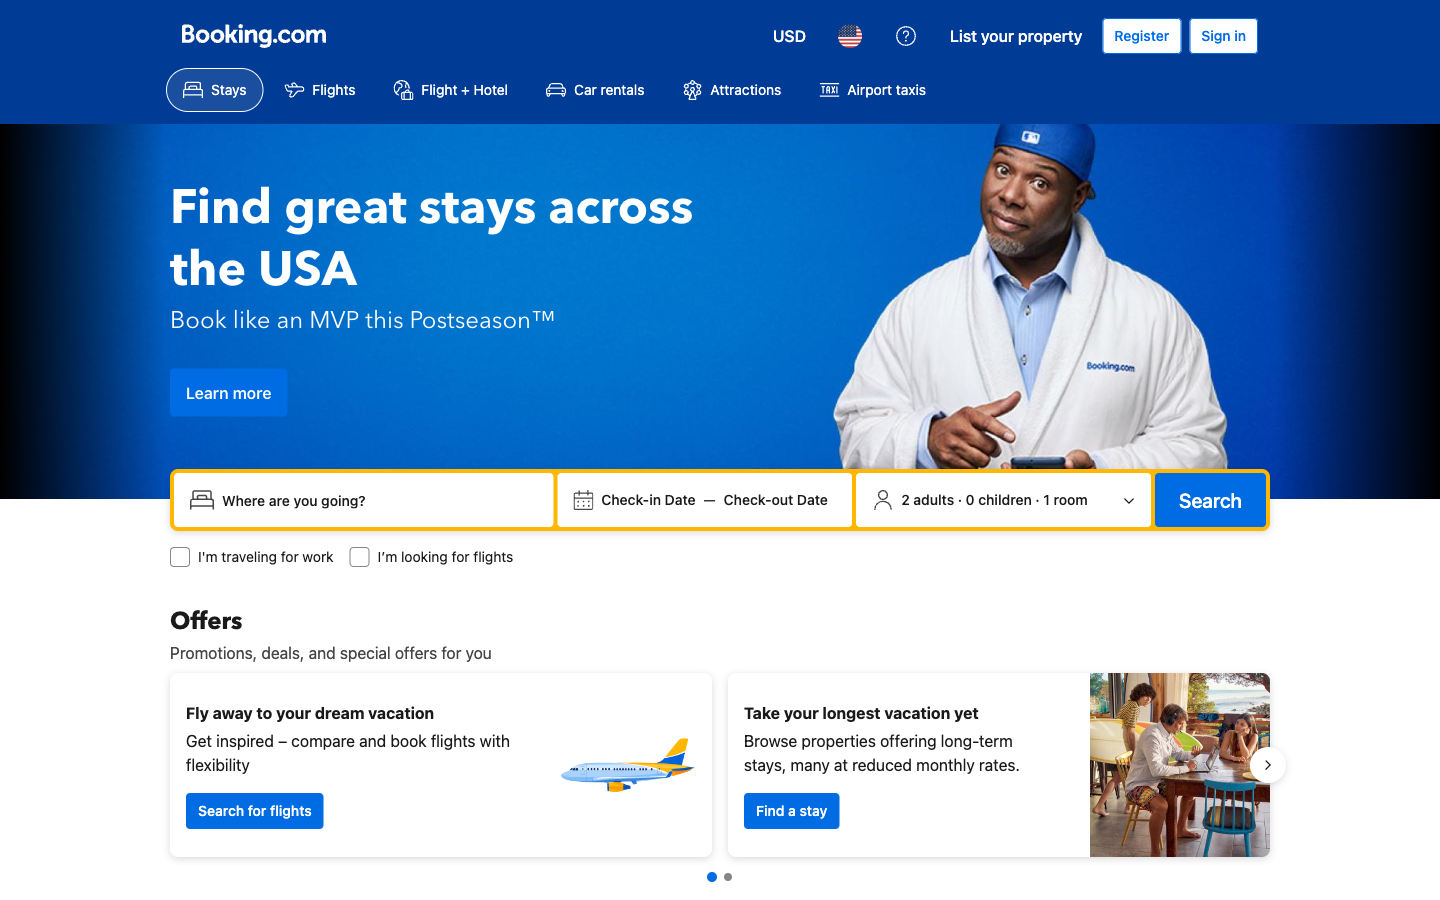 Booking.com
USD
List your property
Register
Sign in
Stays
Flights
Flight + Hotel
Car rentals
Attractions
TAXI
Airport taxis
Find great stays across
the USA
Book like an MVP this Postseason™
Learn more
Booking.com
Where are you going?
Check-in Date — Check-out Date
2 adults · 0 children · 1 room
Search
I'm traveling for work
I’m looking for flights
Offers
Promotions, deals, and special offers for you
Fly away to your dream vacation
Get inspired – compare and book flights with
flexibility
Search for flights
Take your longest vacation yet
Browse properties offering long-term
stays, many at reduced monthly rates.
Find a stay